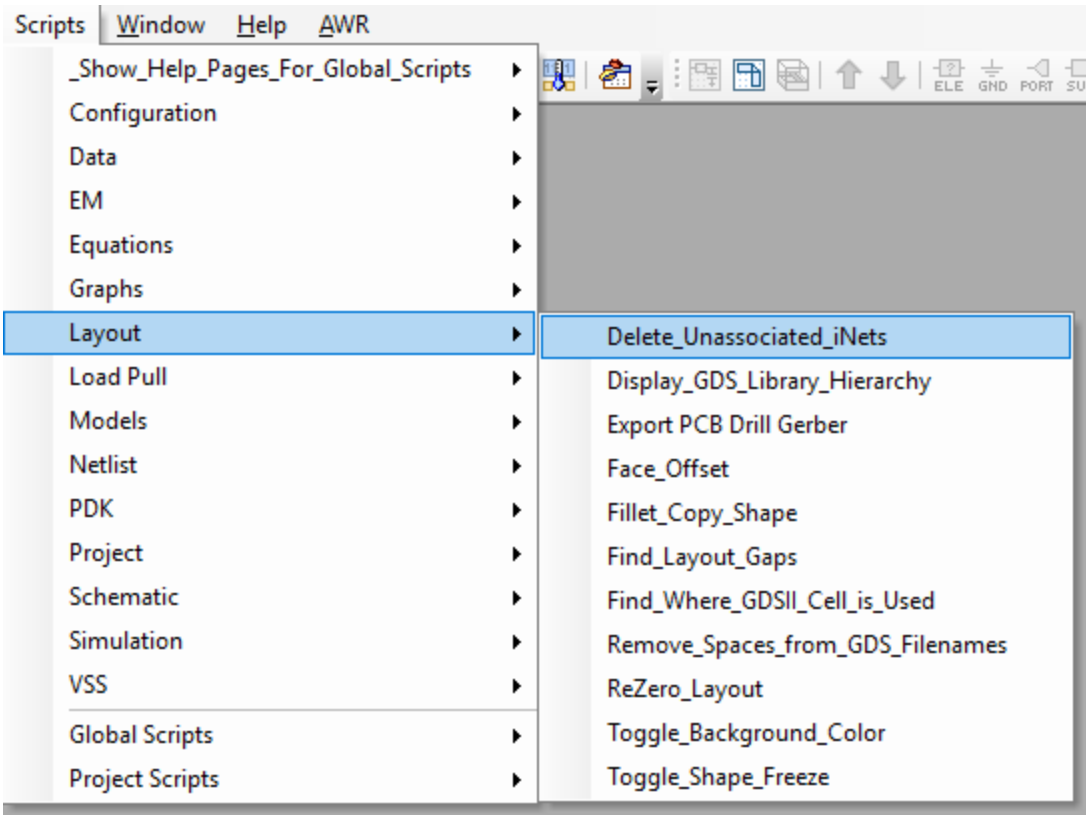 Scripts Window Help AWR
_Show_Help_Pages_For_Global_Scripts
Configuration
Data
EM
Equations
Graphs
Layout
Load Pull
Models
Netlist
PDK
Project
Schematic
Simulation
VSS
Global Scripts
Project Scripts
ELE GND PORT SU
Delete_Unassociated_iNets
Display_GDS_Library_Hierarchy
Export PCB Drill Gerber
Face_Offset
Fillet_Copy_Shape
Find_Layout_Gaps
Find_Where_GDSII_Cell_is_Used
Remove_Spaces_from_GDS_Filenames
ReZero_Layout
Toggle_Background_Color
Toggle_Shape_Freeze